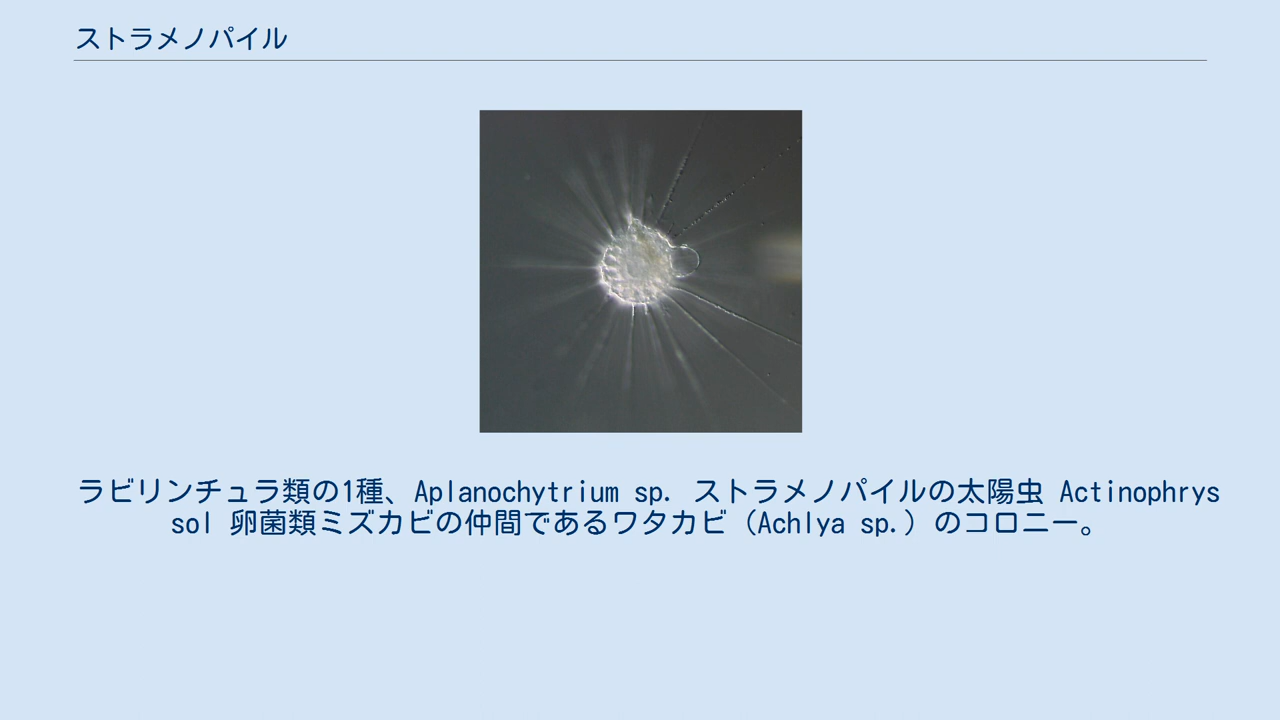 ストラメノパイル
ラビリンチュラ類の1種、Aplanochytrium sp. ストラメノパイルの太陽虫 Actinophrys
sol 卵菌類ミズカビの仲間であるワタカビ（Achlya sp.）のコロニー。